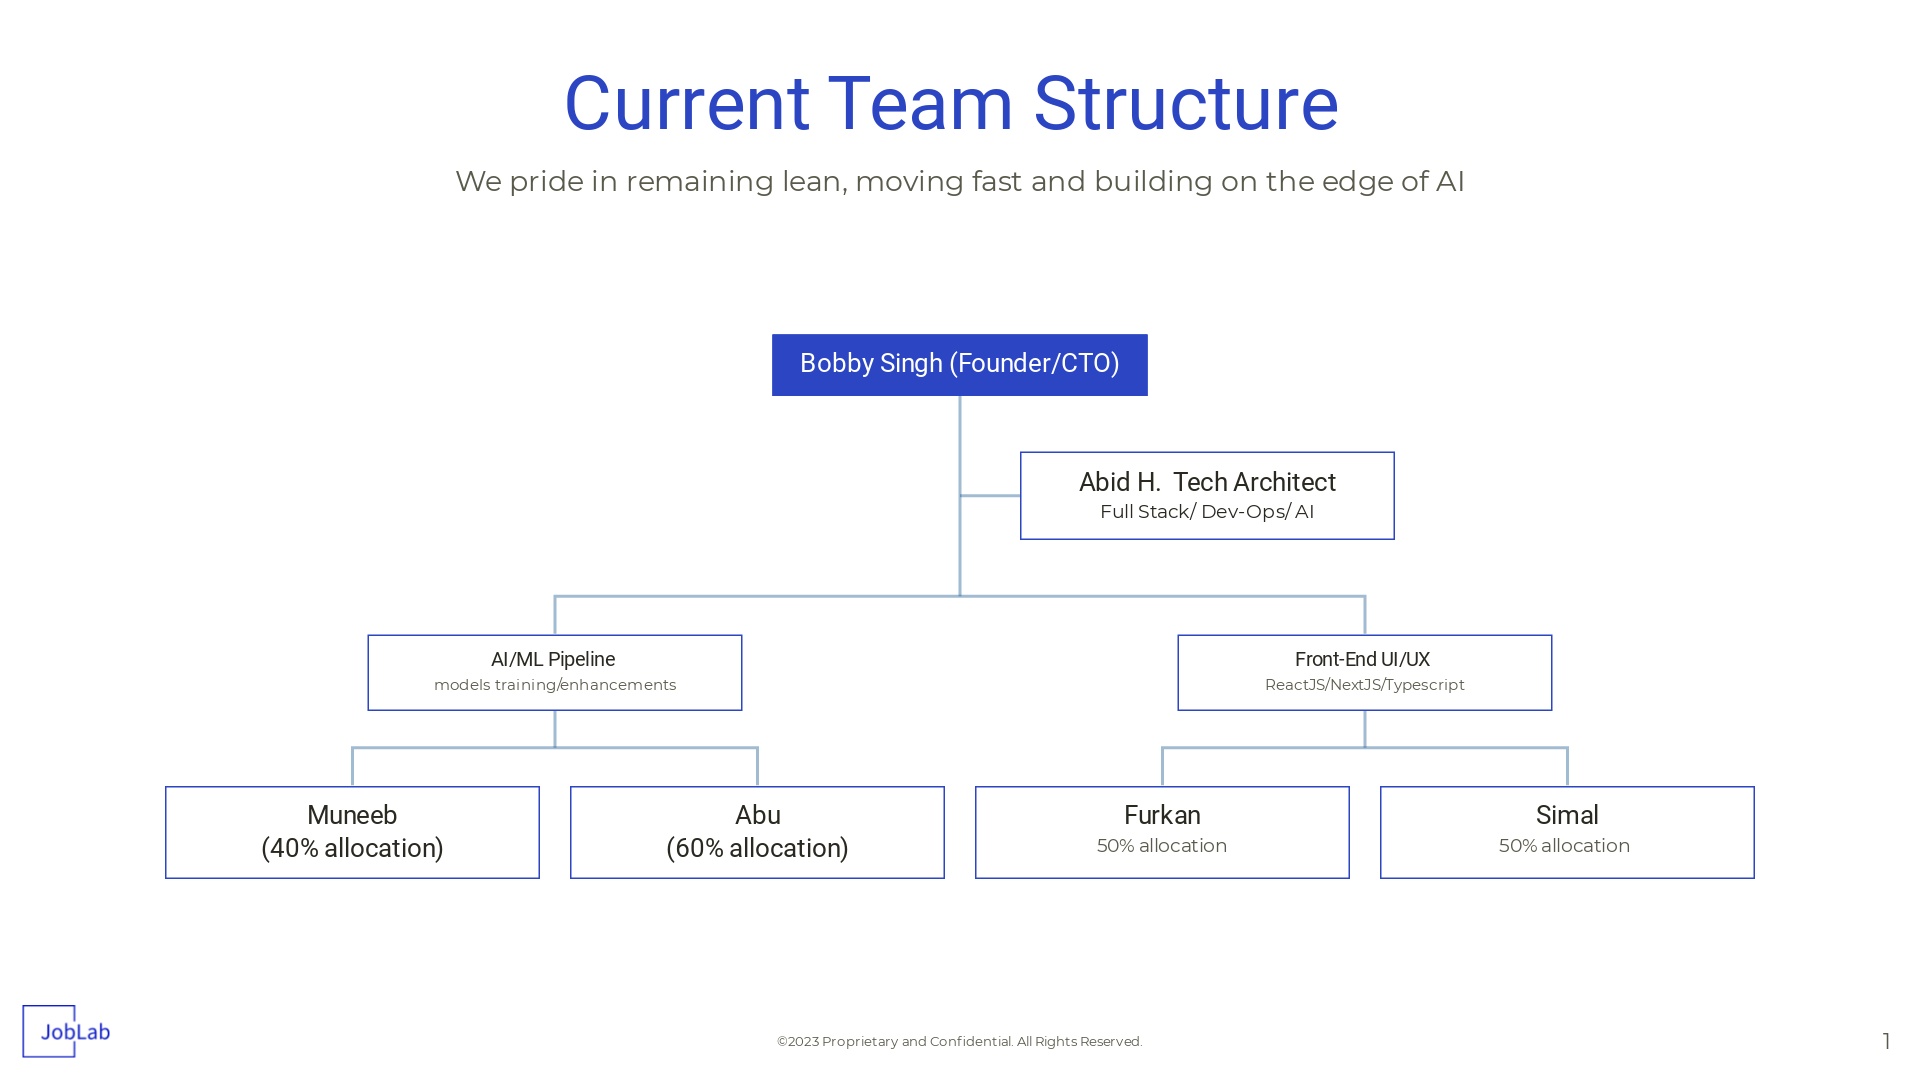 Current Team Structure
We pride in remaining lean, moving fast and building on the edge of AI
Bobby Singh (Founder/CTO)
Abid H.  Tech Architect
Full Stack/ Dev-Ops/ AI
AI/ML Pipeline
models training/enhancements
Front-End UI/UX
ReactJS/NextJS/Typescript
Muneeb
(40% allocation)
Abu
(60% allocation)
Furkan
50% allocation
Simal
50% allocation
JobLab
©2023 Proprietary and Confidential. All Rights Reserved.
1